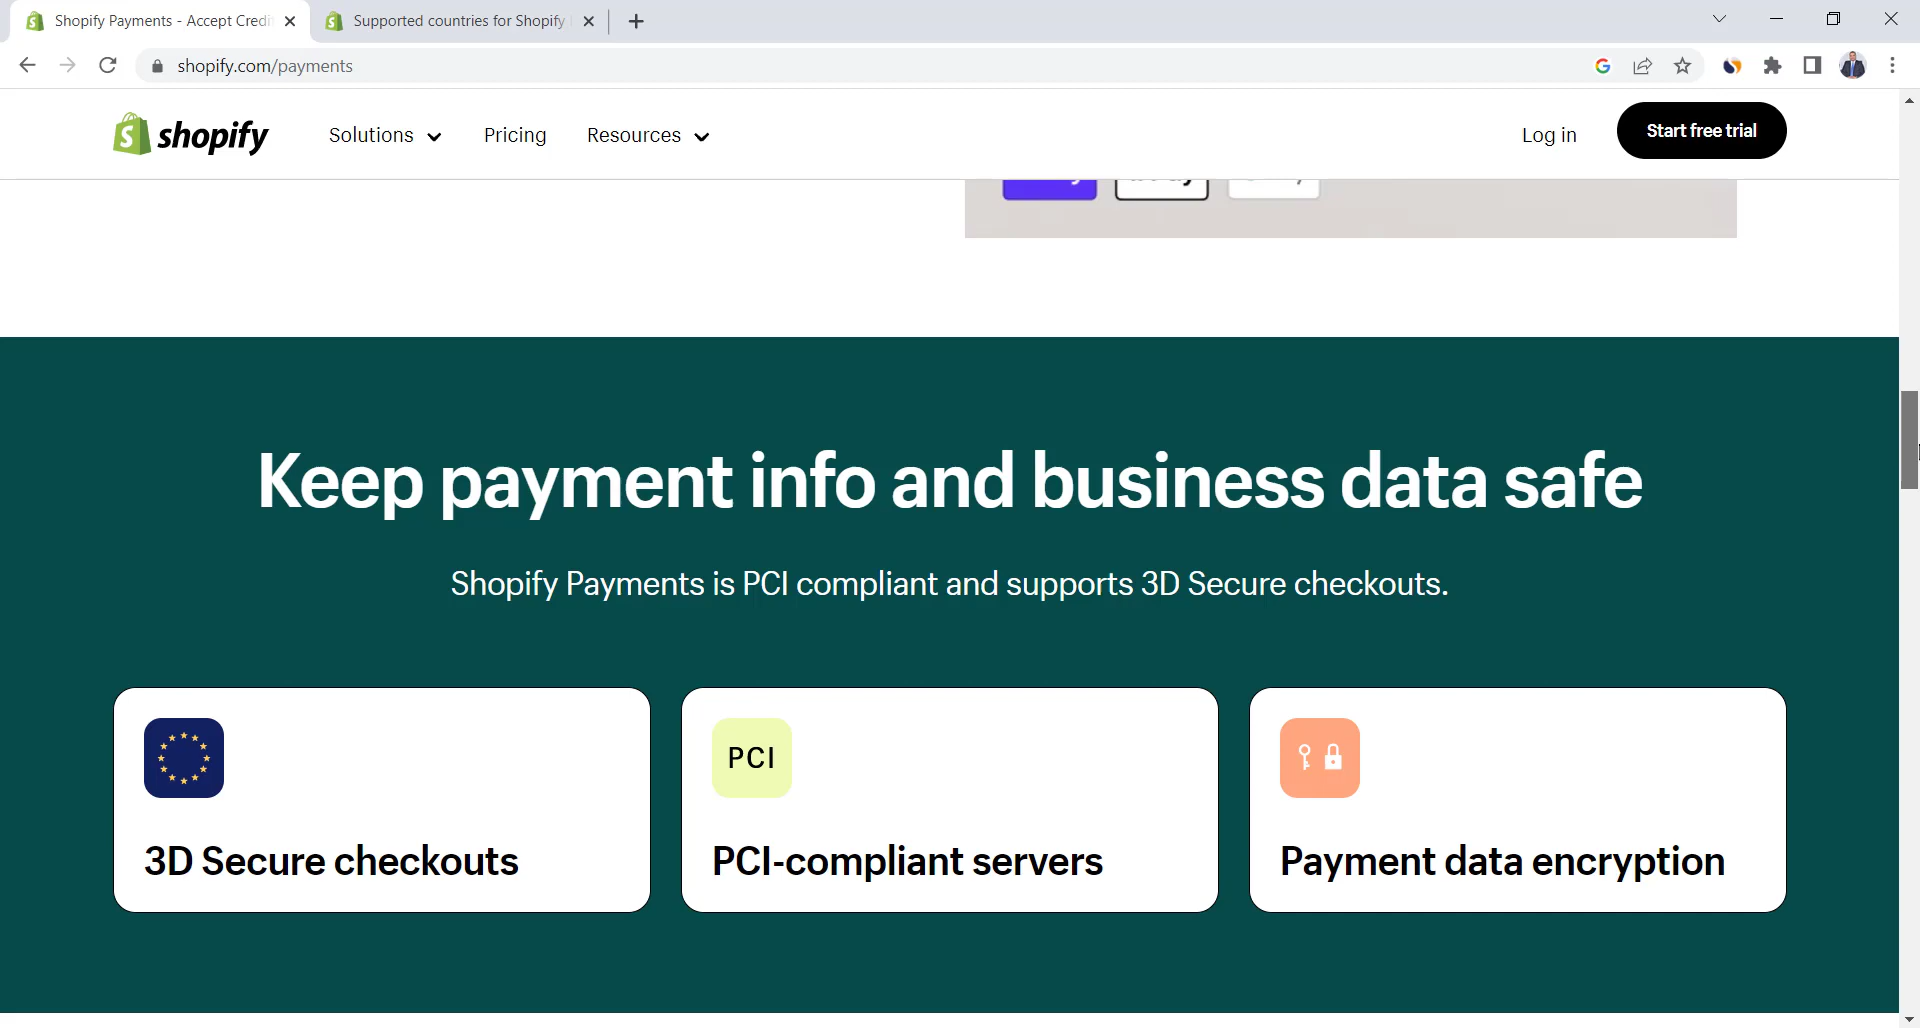 Shopify Payments - Accept Credi
Supported countries for Shopify
shopify.com/payments
shopify
Solutions
Pricing
Resources
Log in
Start free trial
Keep payment info and business data safe
Shopify Payments is PCI compliant and supports 3D Secure checkouts.
PCI
3D Secure checkouts
PCI-compliant servers
Payment data encryption